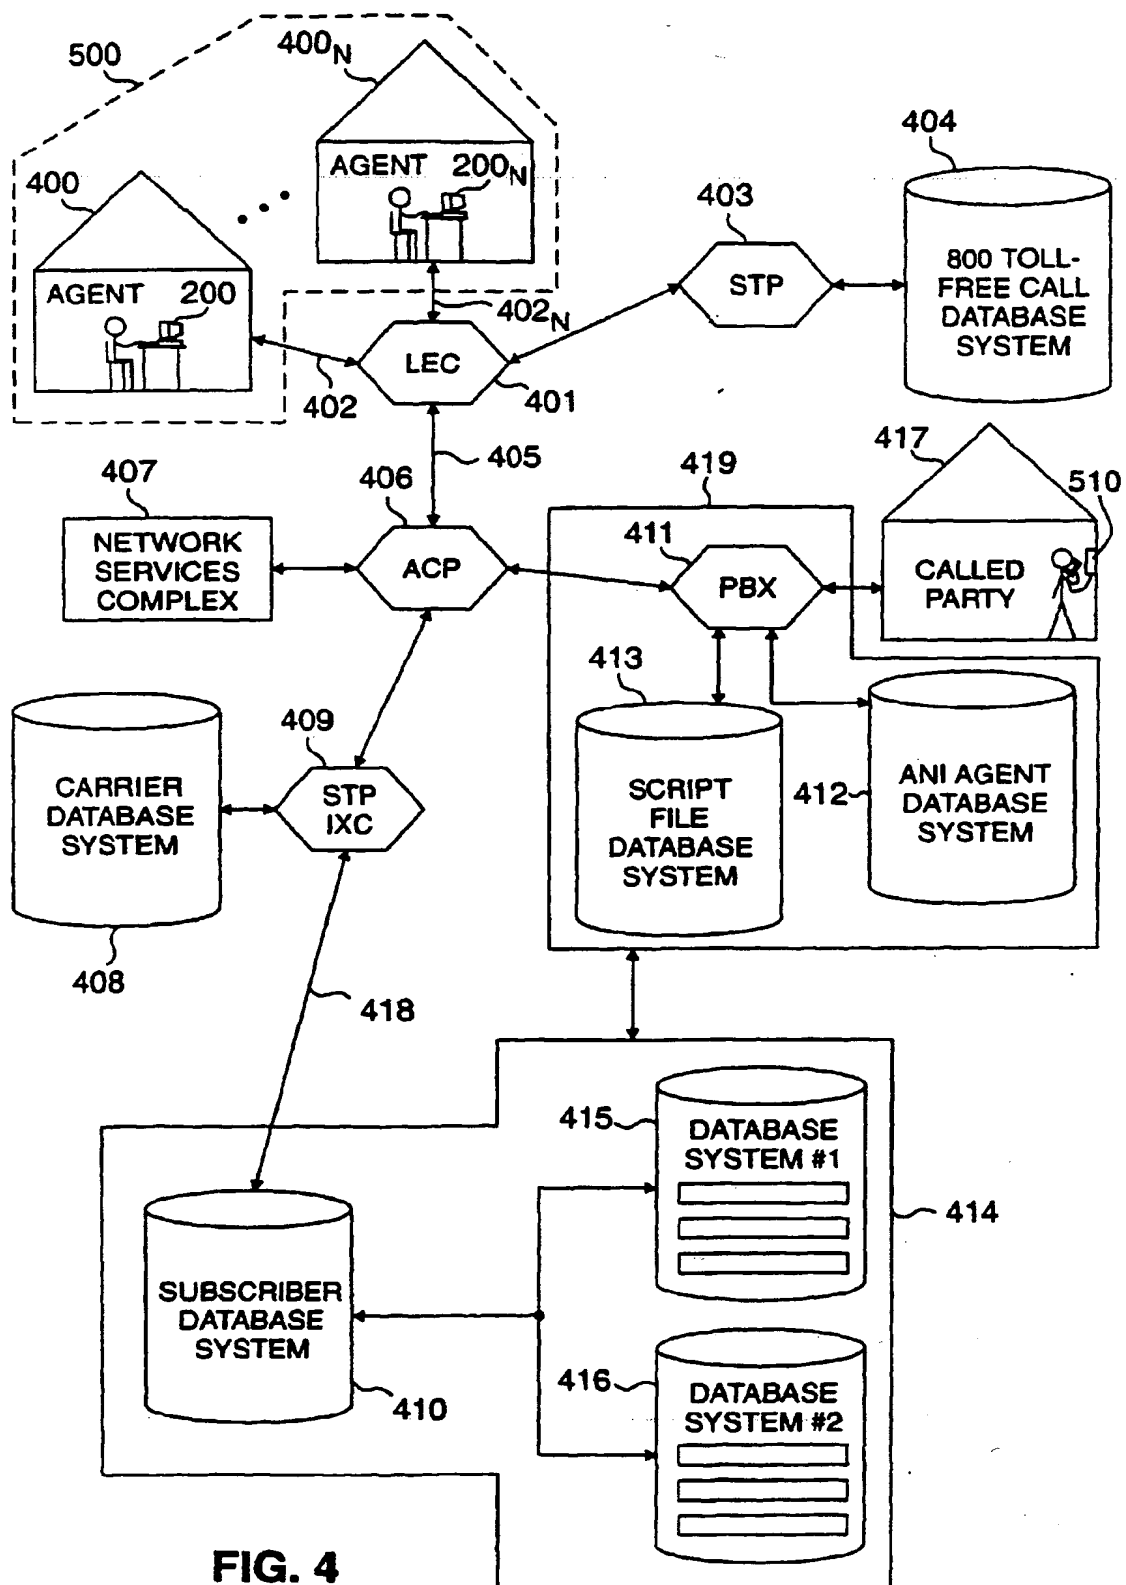 500
400N
404
AGENT 200N
400
403
AGENT 200
STP
800 TOLL-
FREE CALL
DATABASE
SYSTEM
402N
LEC
402
401
405
417
407
406
419
510
411
NETWORK
SERVICES
COMPLEX
ACP
PBX
CALLED
PARTY
413
409
CARRIER
DATABASE
SYSTEM
STP
IXC
SCRIPT
FILE
DATABASE
SYSTEM
412
ANI AGENT
DATABASE
SYSTEM
408
418
415
DATABASE
SYSTEM #1
414
SUBSCRIBER
DATABASE
SYSTEM
410
416
DATABASE
SYSTEM #2
FIG. 4